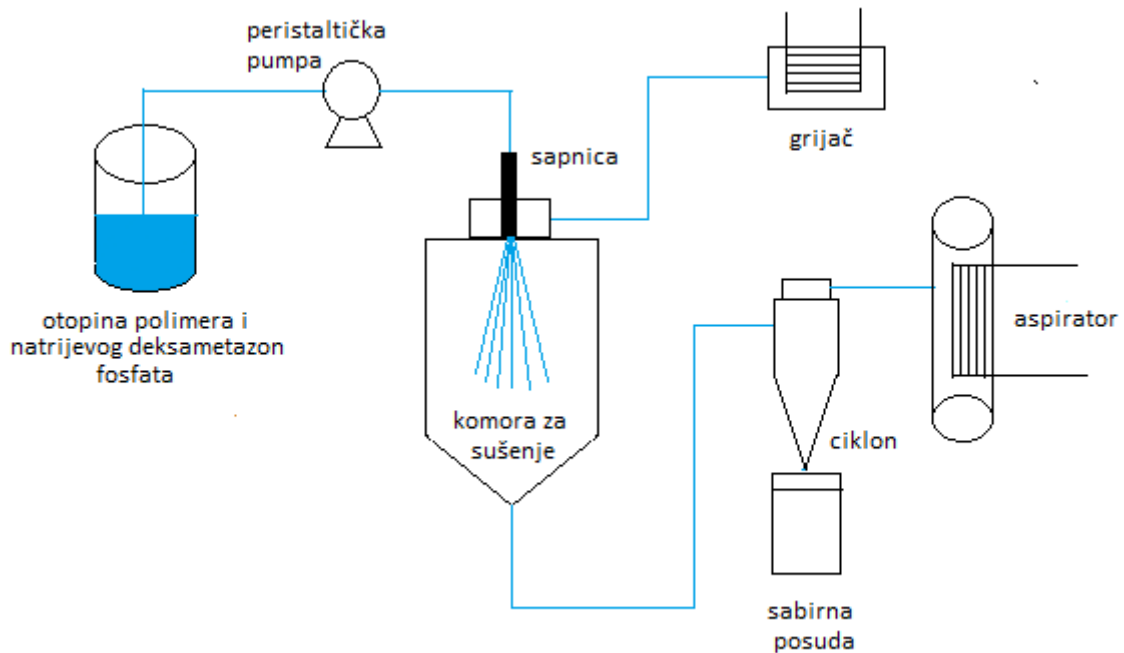 peristaltička
pumpa
sapnica
grijač
otopina polimera i
natrijevog deksametazon
fosfata
aspirator
komora za
sušenje
ciklon
sabirna
posuda